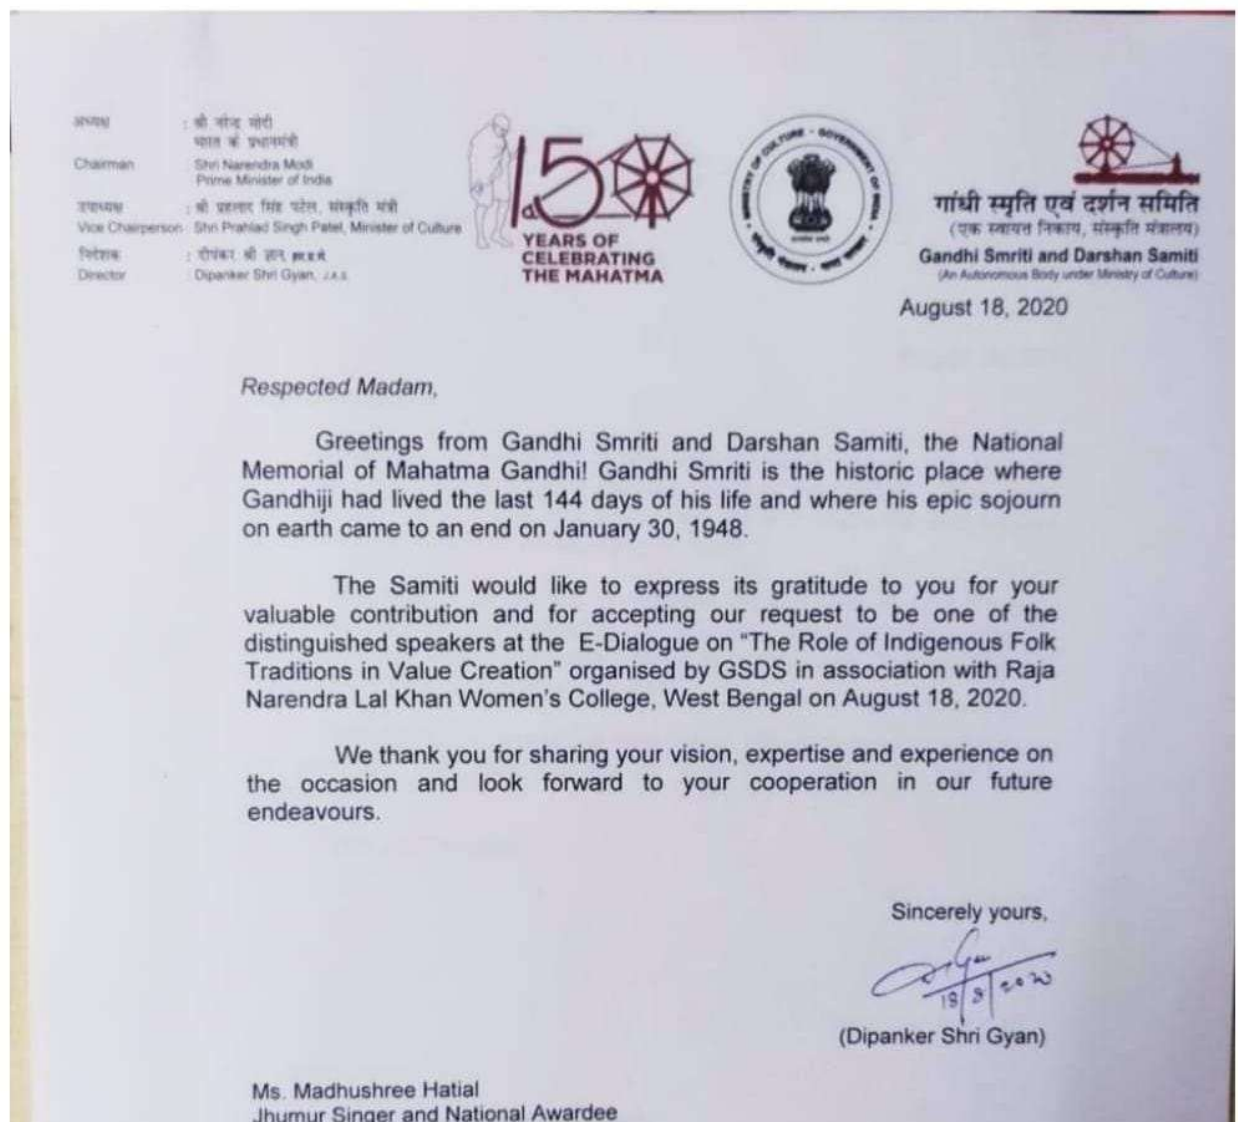 अध्यक्ष : श्री नरेन्द्र मोदी
भारत के प्रधानमंत्री
Chairman : Shri Narendra Modi
Prime Minister of India
उपाध्यक्ष : श्री प्रहलाद सिंह पटेल, संस्कृति मंत्री
Vice Chairperson : Shri Prahlad Singh Patel, Minister of Culture
निदेशक : दीपंकर श्री ज्ञान
Director : Dipanker Shri Gyan, J.A.S.
150
YEARS OF
CELEBRATING
THE MAHATMA
MINISTRY OF CULTURE - GOVERNMENT OF INDIA
गांधी स्मृति एवं दर्शन समिति
(एक स्वायत्त निकाय, संस्कृति मंत्रालय)
Gandhi Smriti and Darshan Samiti
(An Autonomous Body under Ministry of Culture)
August 18, 2020
Respected Madam,
Greetings from Gandhi Smriti and Darshan Samiti, the National
Memorial of Mahatma Gandhi! Gandhi Smriti is the historic place where
Gandhiji had lived the last 144 days of his life and where his epic sojourn
on earth came to an end on January 30, 1948.
The Samiti would like to express its gratitude to you for your
valuable contribution and for accepting our request to be one of the
distinguished speakers at the E-Dialogue on "The Role of Indigenous Folk
Traditions in Value Creation" organised by GSDS in association with Raja
Narendra Lal Khan Women's College, West Bengal on August 18, 2020.
We thank you for sharing your vision, expertise and experience on
the occasion and look forward to your cooperation in our future
endeavours.
Sincerely yours,
18/8/2020
(Dipanker Shri Gyan)
Ms. Madhushree Hatial
Jhumur Singer and National Awardee